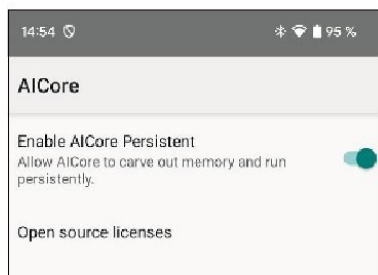 14:54 95 %
AICore
Enable AICore Persistent
Allow AICore to carve out memory and run
persistently.
Open source licenses